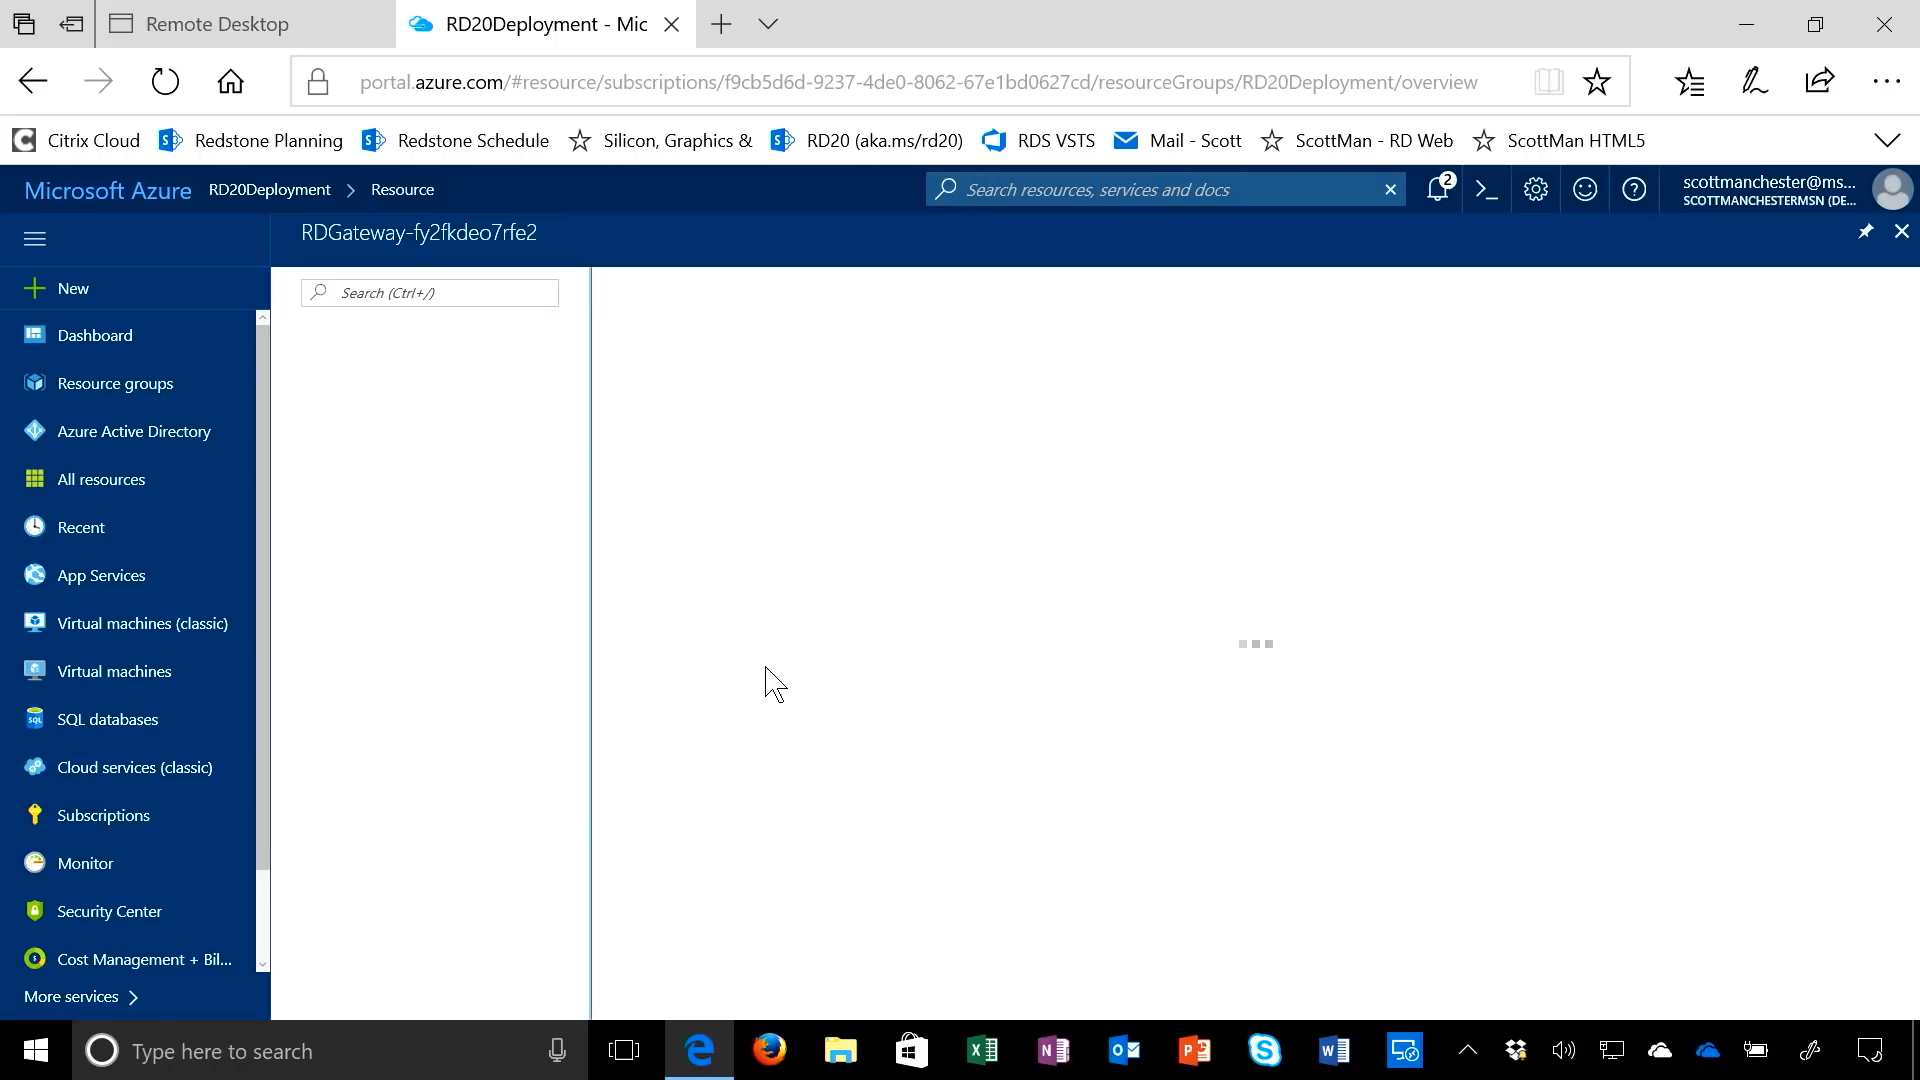 Remote Desktop
RD20Deployment - Mic
portal.azure.com/#resource/subscriptions/f9cb5d6d-9237-4de0-8062-67e1bd0627cd/resourceGroups/RD20Deployment/overview
Citrix Cloud
Redstone Planning
Redstone Schedule
Silicon, Graphics &
RD20 (aka.ms/rd20)
RDS VSTS
Mail - Scott
ScottMan - RD Web
ScottMan HTML5
Microsoft Azure
RD20Deployment
Resource
Search resources, services and docs
2
scottmanchester@ms...
SCOTTMANCHESTERMSN (DE...
RDGateway-fy2fkdeo7rfe2
New
Search (Ctrl+/)
Dashboard
Resource groups
Azure Active Directory
All resources
Recent
App Services
Virtual machines (classic)
Virtual machines
SQL databases
Cloud services (classic)
Subscriptions
Monitor
Security Center
Cost Management + Bil...
More services
Type here to search